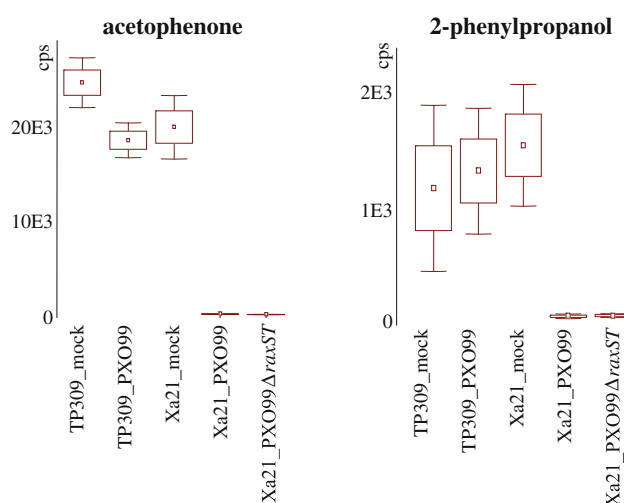 acetophenone
cps
20E3
10E3
0
TP309_mock
TP309_PXO99
Xa21_mock
Xa21_PXO99
Xa21_PXO99ΔraxST
2-phenylpropanol
cps
2E3
1E3
0
TP309_mock
TP309_PXO99
Xa21_mock
Xa21_PXO99
Xa21_PXO99ΔraxST